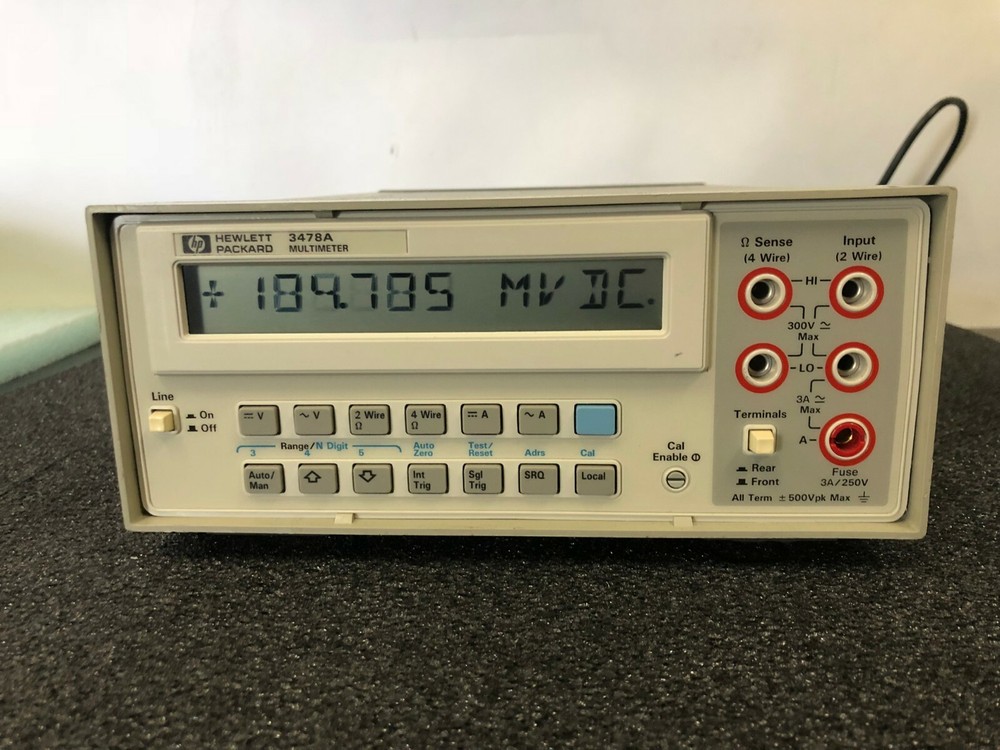 hp HEWLETT PACKARD 3478A MULTIMETER
+ 184.785 MV DC.
Line
On
Off
⎓ V
~ V
2 Wire Ω
4 Wire Ω
⎓ A
~ A
Range/N Digit
3 4 5
Auto Zero
Test/Reset
Adrs
Cal
Auto/Man
Int Trig
Sgl Trig
SRQ
Local
Cal Enable
Ω Sense (4 Wire)
Input (2 Wire)
HI
300V Max
LO
3A Max
Terminals
A
Rear
Front
Fuse
3A/250V
All Term ±500Vpk Max